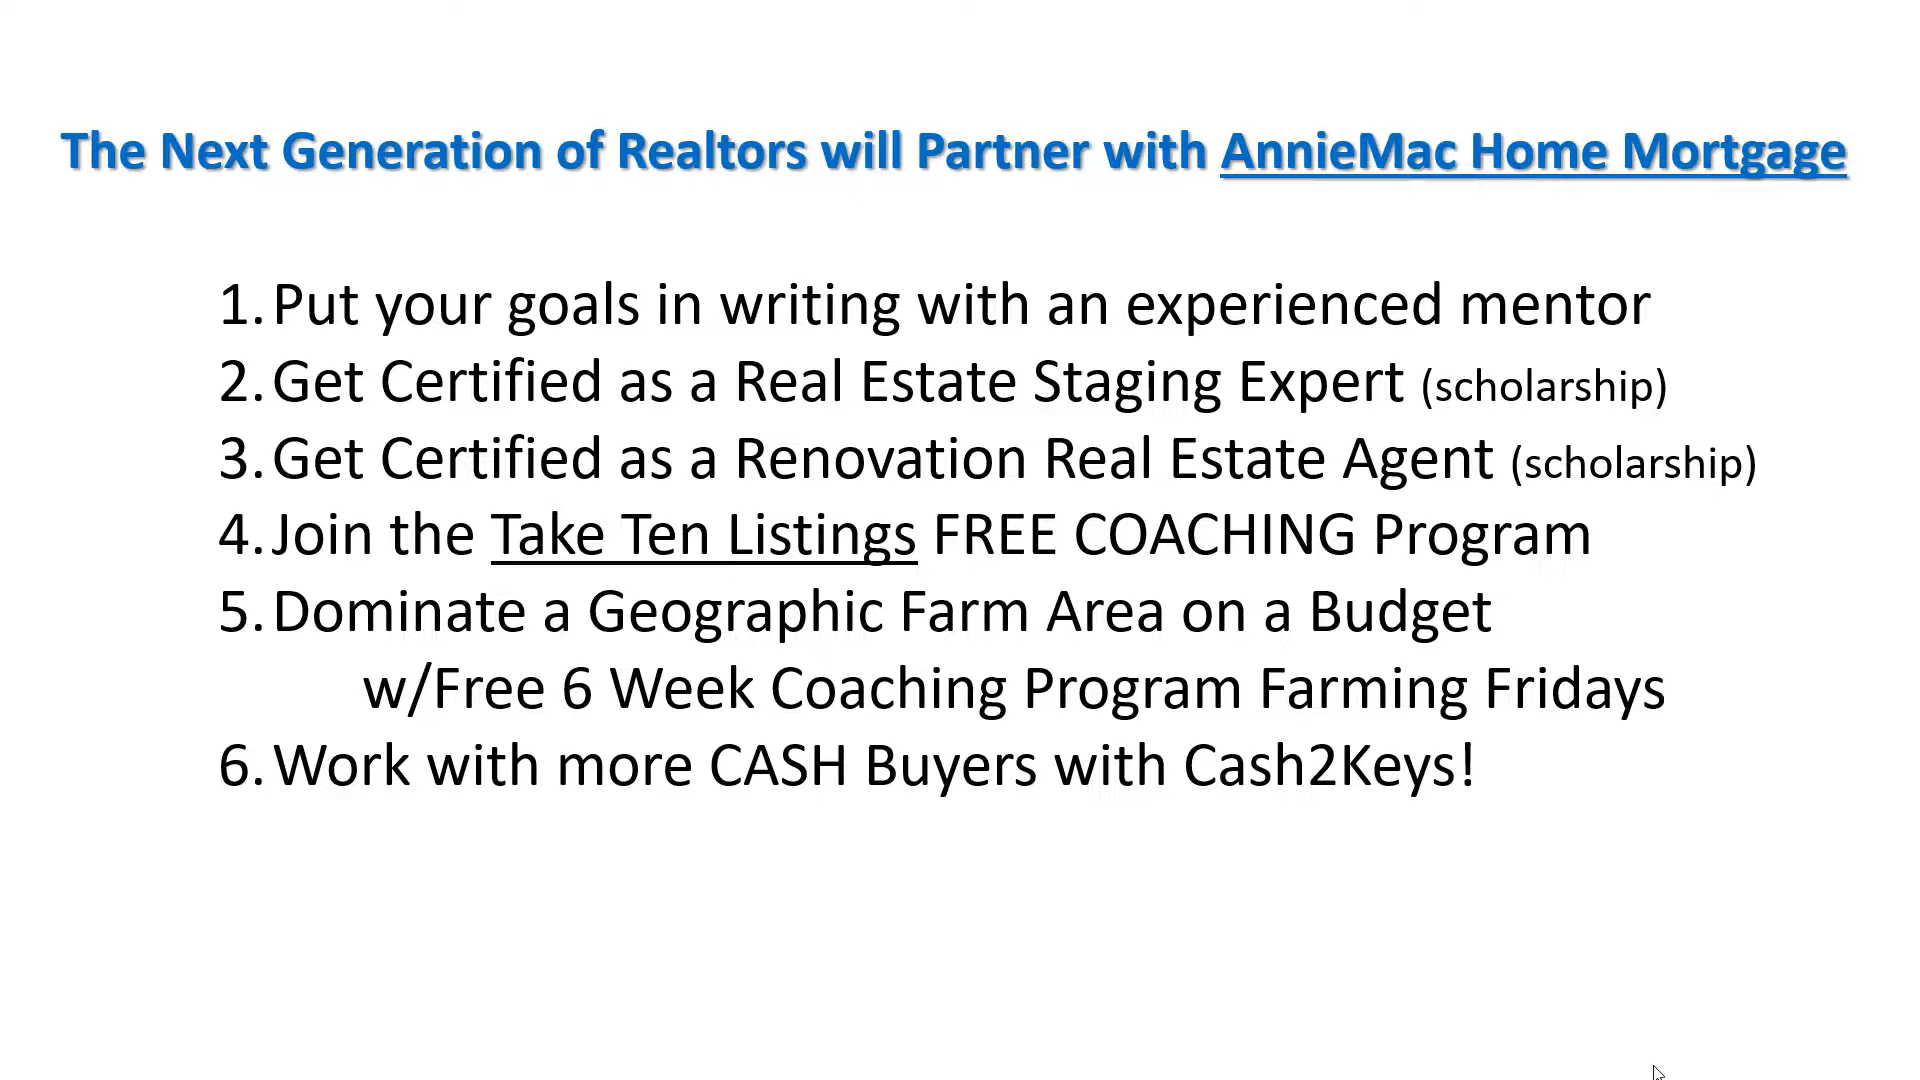 The Next Generation of Realtors will Partner with AnnieMac Home Mortgage
1. Put your goals in writing with an experienced mentor
2. Get Certified as a Real Estate Staging Expert (scholarship)
3. Get Certified as a Renovation Real Estate Agent (scholarship)
4. Join the Take Ten Listings FREE COACHING Program
5. Dominate a Geographic Farm Area on a Budget
w/Free 6 Week Coaching Program Farming Fridays
6. Work with more CASH Buyers with Cash2Keys!